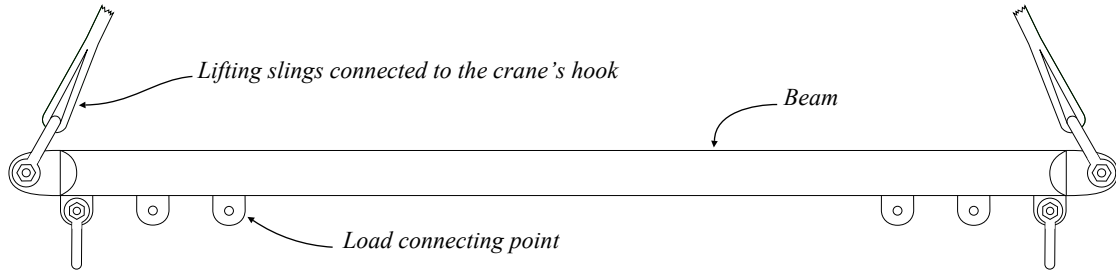 Lifting slings connected to the crane's hook
Beam
Load connecting point